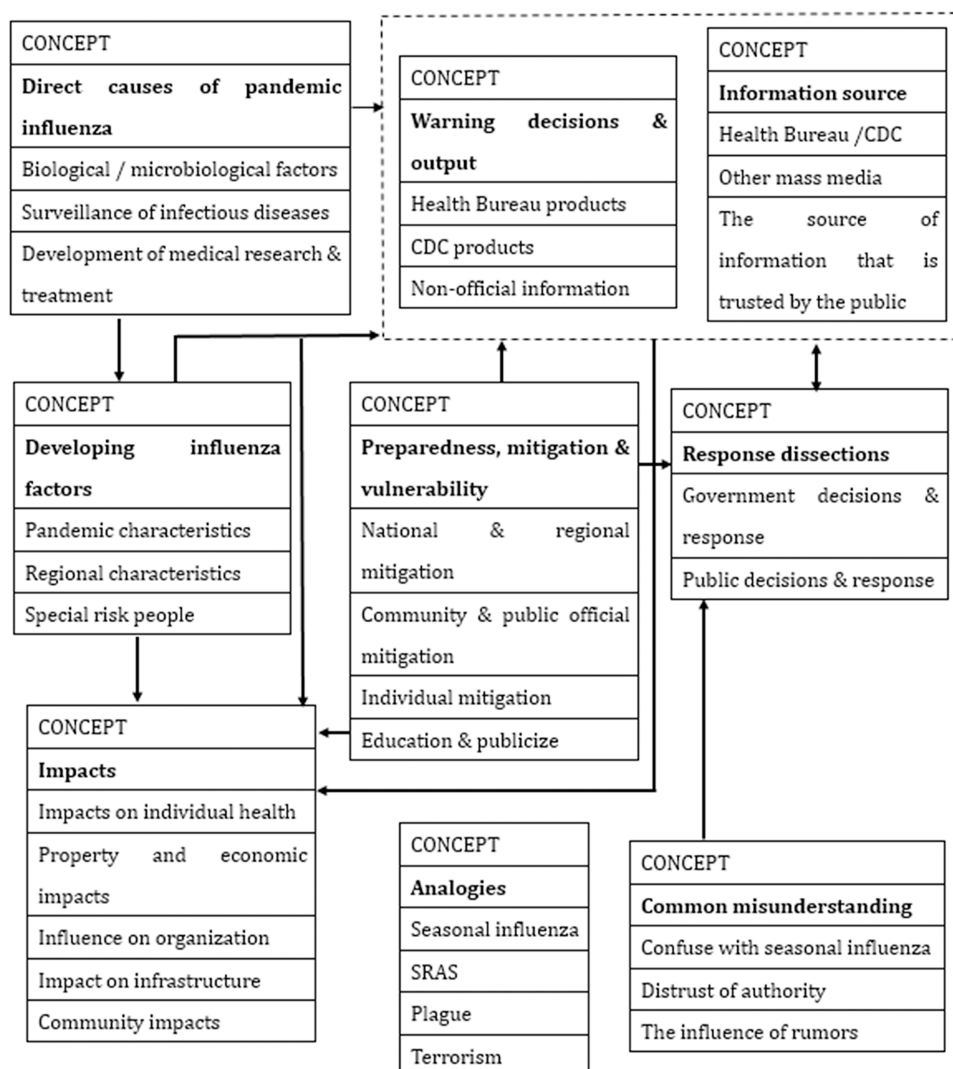 CONCEPT
Direct causes of pandemic
influenza
Biological / microbiological factors
Surveillance of infectious diseases
Development of medical research &
treatment
CONCEPT
Warning decisions &
output
Health Bureau products
CDC products
Non-official information
CONCEPT
Information source
Health Bureau /CDC
Other mass media
The source of
information that is
trusted by the public
CONCEPT
Developing influenza
factors
Pandemic characteristics
Regional characteristics
Special risk people
CONCEPT
Preparedness, mitigation &
vulnerability
National & regional
mitigation
Community & public official
mitigation
Individual mitigation
Education & publicize
CONCEPT
Response dissections
Government decisions &
response
Public decisions & response
CONCEPT
Impacts
Impacts on individual health
Property and economic
impacts
Influence on organization
Impact on infrastructure
Community impacts
CONCEPT
Analogies
Seasonal influenza
SRAS
Plague
Terrorism
CONCEPT
Common misunderstanding
Confuse with seasonal influenza
Distrust of authority
The influence of rumors